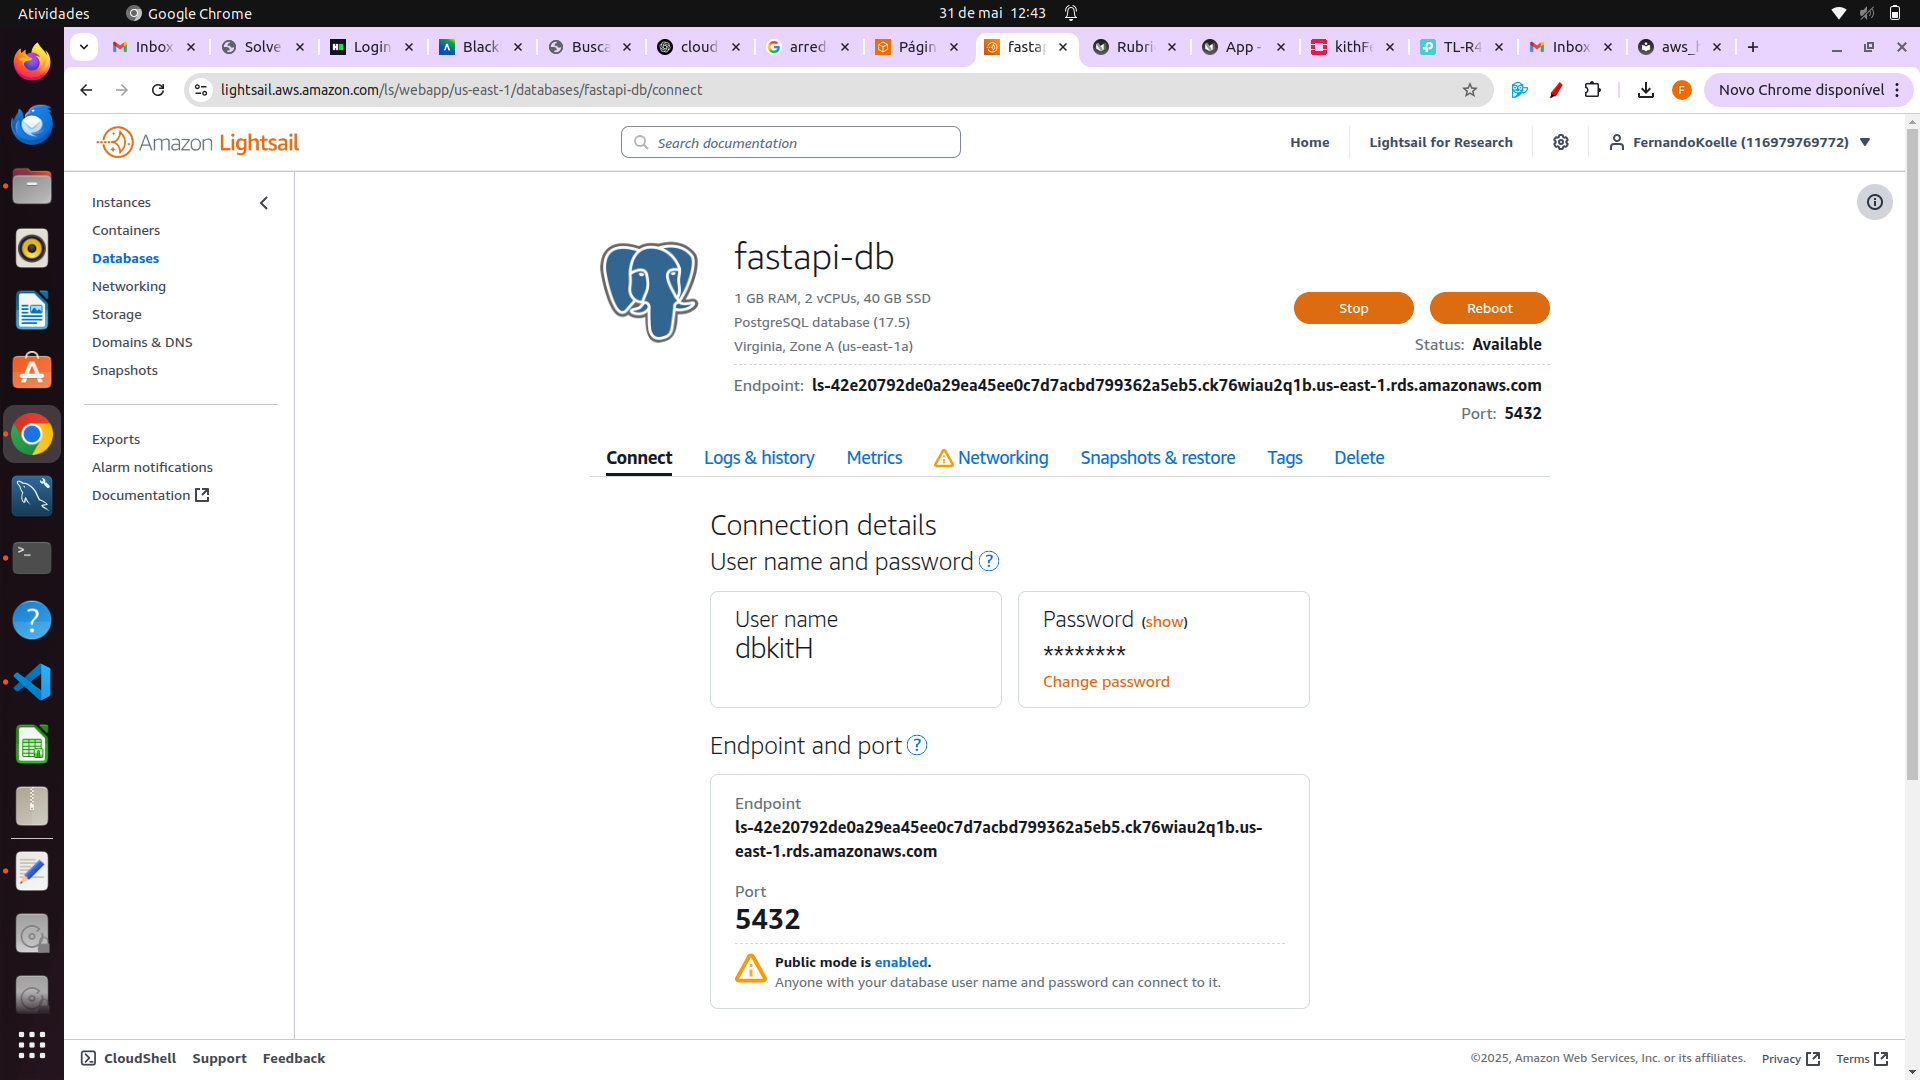 Atividades
Google Chrome
31 de mai 12:43
Inbox
Solve
Login
Black
Busca
cloud
arred
Págin
fastap
Rubri
App -
kithFe
TL-R4
Inbox
aws_h
lightsail.aws.amazon.com/ls/webapp/us-east-1/databases/fastapi-db/connect
F
Novo Chrome disponível
Amazon Lightsail
Search documentation
Home
Lightsail for Research
FernandoKoelle (116979769772)
Instances
Containers
Databases
Networking
Storage
Domains & DNS
Snapshots
Exports
Alarm notifications
Documentation
fastapi-db
1 GB RAM, 2 vCPUs, 40 GB SSD
PostgreSQL database (17.5)
Virginia, Zone A (us-east-1a)
Stop
Reboot
Status: Available
Endpoint: ls-42e20792de0a29ea45ee0c7d7acbd799362a5eb5.ck76wiau2q1b.us-east-1.rds.amazonaws.com
Port: 5432
Connect
Logs & history
Metrics
Networking
Snapshots & restore
Tags
Delete
Connection details
User name and password ?
User name
dbkitH
Password (show)
********
Change password
Endpoint and port ?
Endpoint
ls-42e20792de0a29ea45ee0c7d7acbd799362a5eb5.ck76wiau2q1b.us-
east-1.rds.amazonaws.com
Port
5432
Public mode is enabled.
Anyone with your database user name and password can connect to it.
CloudShell
Support
Feedback
©2025, Amazon Web Services, Inc. or its affiliates.
Privacy
Terms